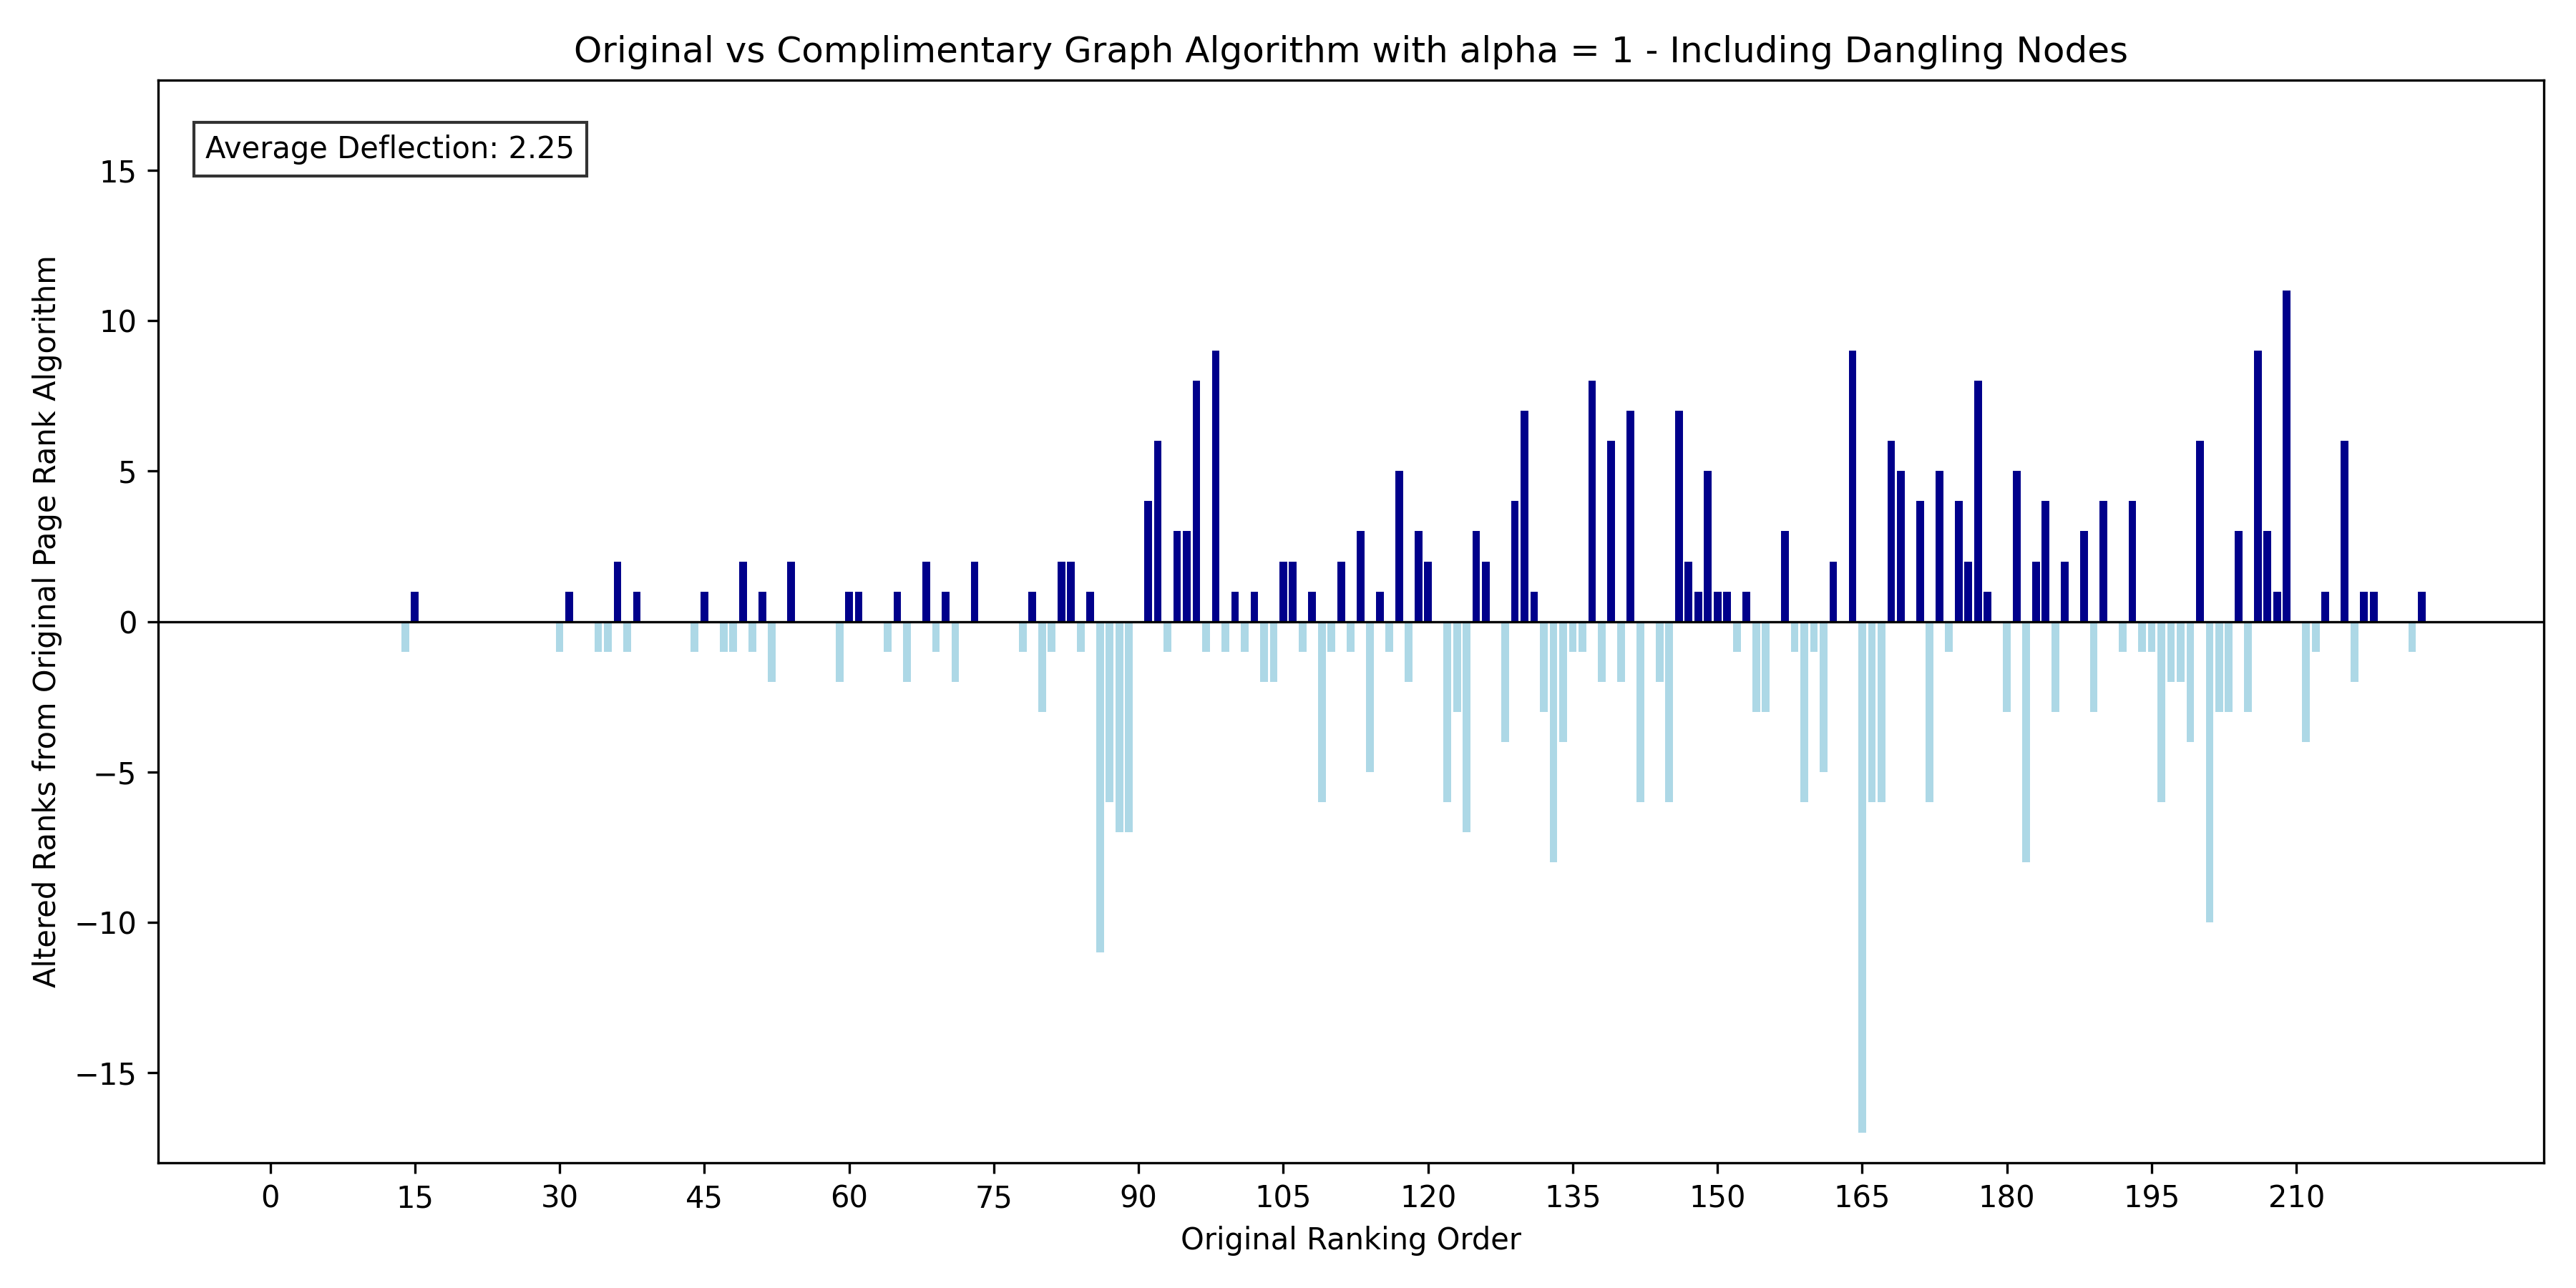 Original vs Complimentary Graph Algorithm with alpha = 1 - Including Dangling Nodes
Average Deflection: 2.25
Altered Ranks from Original Page Rank Algorithm
15
10
5
0
−5
−10
−15
0 15 30 45 60 75 90 105 120 135 150 165 180 195 210
Original Ranking Order